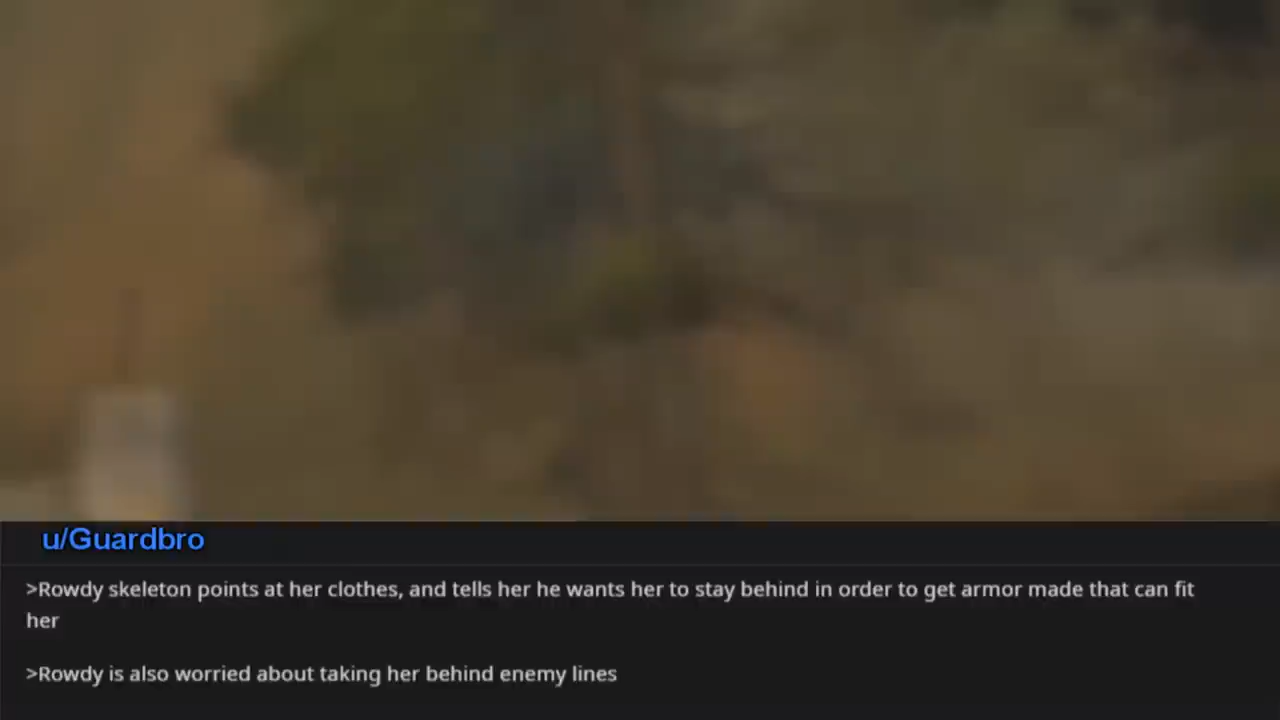 u/Guardbro
>Rowdy skeleton points at her clothes, and tells her he wants her to stay behind in order to get armor made that can fit
her
>Rowdy is also worried about taking her behind enemy lines